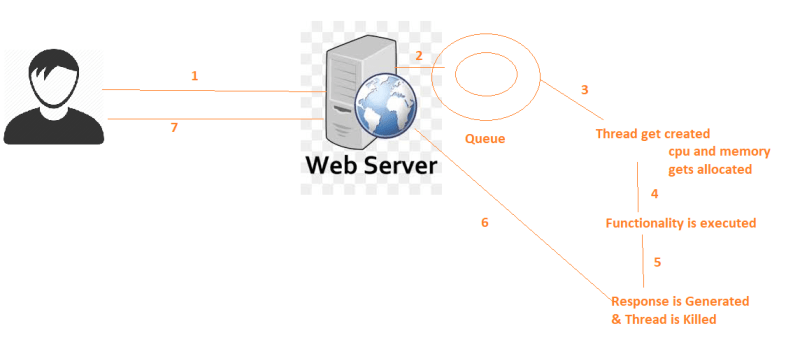 1
2
3
7
Web Server
Queue
Thread get created
cpu and memory
gets allocated
4
Functionality is executed
6
5
Response is Generated
& Thread is Killed